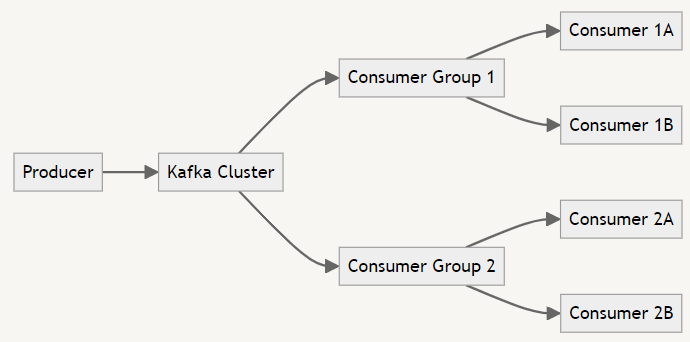 Producer
Kafka Cluster
Consumer Group 1
Consumer Group 2
Consumer 1A
Consumer 1B
Consumer 2A
Consumer 2B